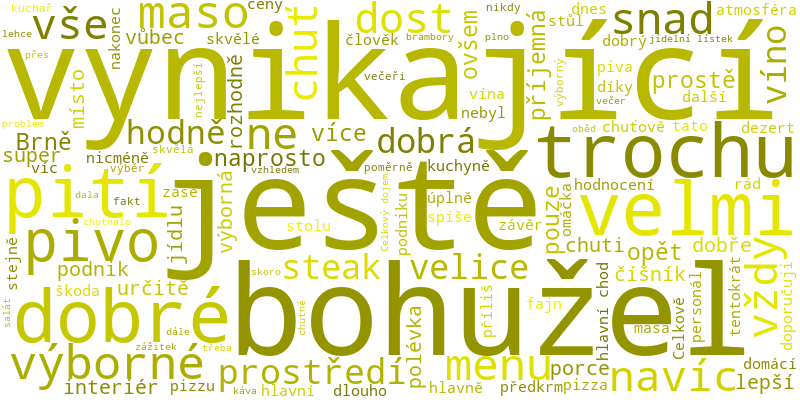 kuchař
maso
dost
nikdy
snad
dnes
atmosféra
ceny
lehce
vše
vůbec
nakonec
skvělé
chuť
člověk
brambory
plno
ovšem
příjemná
stůl
dobrý
jídelní lístek
víno
přes
vynikající
místo
nejlepší
večeři
piva
díky
prostě
další
výborný
vína
večer
nebyl
problém
Brně
hodně
rozhodně
ne
více
dobrá
oběd
chuťově
tato
dezert
super
nicméně
skvělá
naprosto
kuchyně
trochu
víc
výběr
zase
vzhledem
poměrně
hodnocení
rád
pití
dala
fakt
ještě
Celkový dojem
úplně
velmi
chutnalo
jídlu
výborná
stolu
podniku
spíše
závěr
pouze
omáčka
pivo
stejně
podnik
steak
velice
chuti
opět
dobře
vždy
škoda
určitě
skoro
číšník
dobré
bohužel
příliš
fajn
hlavní chod
Celkově
personál
tentokrát
doporučuji
salát
chutné
polévka
masa
výborné
dále
zážitek
prostředí
menu
porce
navíc
domácí
lepší
interiér
pizzu
třeba
káva
hlavní
dlouho
hlavně
předkrm
pizza